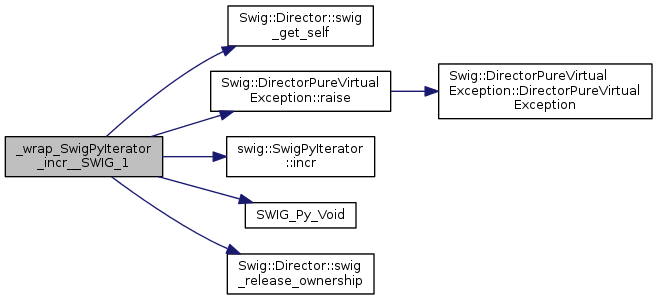 Swig::Director::swig
_get_self
Swig::DirectorPureVirtual
Exception::raise
Swig::DirectorPureVirtual
Exception::DirectorPureVirtual
Exception
_wrap_SwigPyIterator
_incr__SWIG_1
swig::SwigPyIterator
::incr
SWIG_Py_Void
Swig::Director::swig
_release_ownership